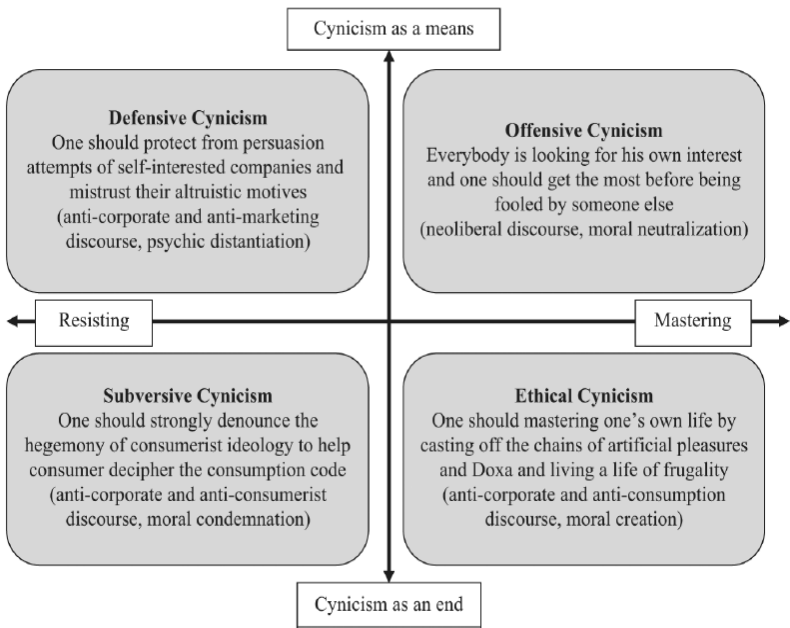 Cynicism as a means
Defensive Cynicism
One should protect from persuasion
attempts of self-interested companies and
mistrust their altruistic motives
(anti-corporate and anti-marketing
discourse, psychic distantiation)
Offensive Cynicism
Everybody is looking for his own interest
and one should get the most before being
fooled by someone else
(neoliberal discourse, moral neutralization)
Resisting
Mastering
Subversive Cynicism
One should strongly denounce the
hegemony of consumerist ideology to help
consumer decipher the consumption code
(anti-corporate and anti-consumerist
discourse, moral condemnation)
Ethical Cynicism
One should mastering one’s own life by
casting off the chains of artificial pleasures
and Doxa and living a life of frugality
(anti-corporate and anti-consumption
discourse, moral creation)
Cynicism as an end